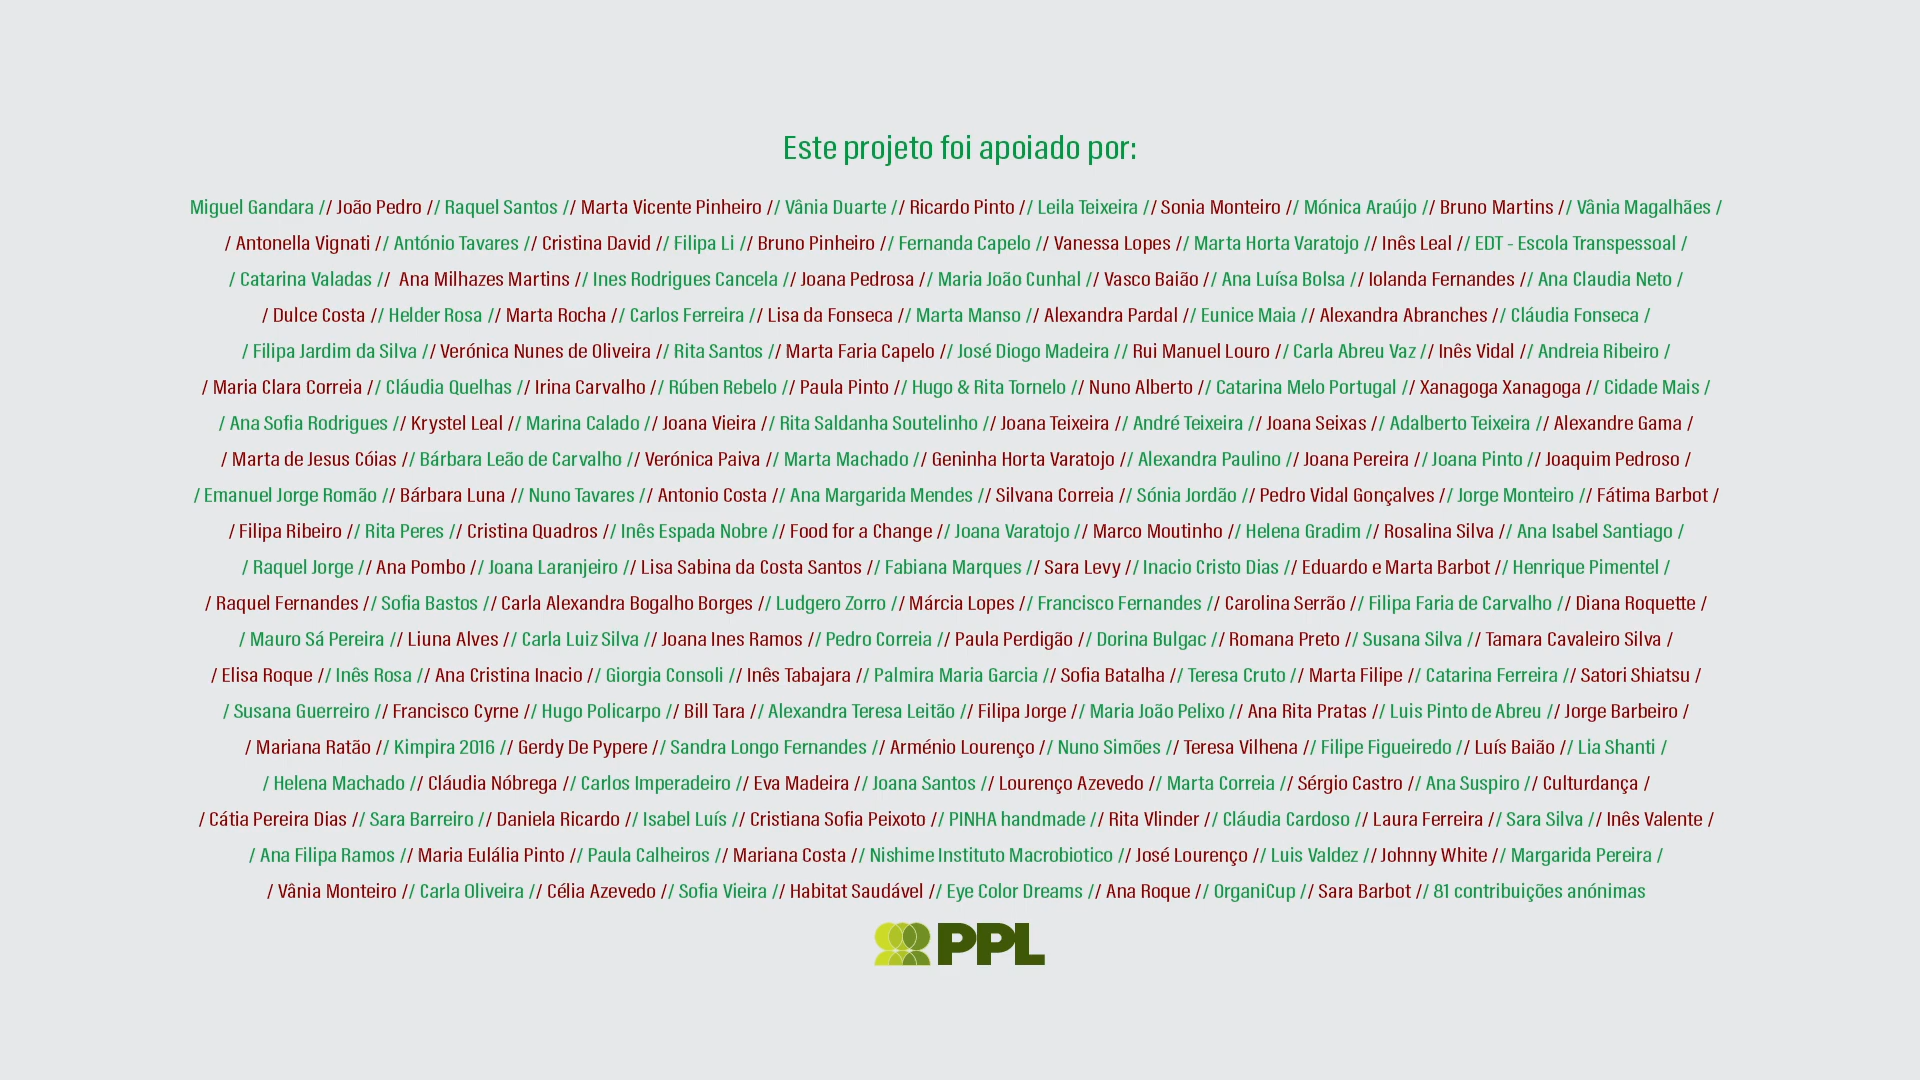 Este projeto foi apoiado por:
Miguel Gandara // João Pedro // Raquel Santos // Marta Vicente Pinheiro // Vânia Duarte // Ricardo Pinto // Leila Teixeira // Sonia Monteiro // Mónica Araújo // Bruno Martins // Vânia Magalhães /
/ Antonella Vignati // António Tavares // Cristina David // Filipa Li // Bruno Pinheiro // Fernanda Capelo // Vanessa Lopes // Marta Horta Varatojo // Inês Leal // EDT - Escola Transpessoal /
/ Catarina Valadas // Ana Milhazes Martins // Ines Rodrigues Cancela // Joana Pedrosa // Maria João Cunhal // Vasco Baião // Ana Luísa Bolsa // Iolanda Fernandes // Ana Claudia Neto /
/ Dulce Costa // Helder Rosa // Marta Rocha // Carlos Ferreira // Lisa da Fonseca // Marta Manso // Alexandra Pardal // Eunice Maia // Alexandra Abranches // Cláudia Fonseca /
/ Filipa Jardim da Silva // Verónica Nunes de Oliveira // Rita Santos // Marta Faria Capelo // José Diogo Madeira // Rui Manuel Louro // Carla Abreu Vaz // Inês Vidal // Andreia Ribeiro /
/ Maria Clara Correia // Cláudia Quelhas // Irina Carvalho // Rúben Rebelo // Paula Pinto // Hugo & Rita Tornelo // Nuno Alberto // Catarina Melo Portugal // Xanagoga Xanagoga // Cidade Mais /
/ Ana Sofia Rodrigues // Krystel Leal // Marina Calado // Joana Vieira // Rita Saldanha Soutelinho // Joana Teixeira // André Teixeira // Joana Seixas // Adalberto Teixeira // Alexandre Gama /
/ Marta de Jesus Cóias // Bárbara Leão de Carvalho // Verónica Paiva // Marta Machado // Geninha Horta Varatojo // Alexandra Paulino // Joana Pereira // Joana Pinto // Joaquim Pedroso /
/ Emanuel Jorge Romão // Bárbara Luna // Nuno Tavares // Antonio Costa // Ana Margarida Mendes // Silvana Correia // Sónia Jordão // Pedro Vidal Gonçalves // Jorge Monteiro // Fátima Barbot /
/ Filipa Ribeiro // Rita Peres // Cristina Quadros // Inês Espada Nobre // Food for a Change // Joana Varatojo // Marco Moutinho // Helena Gradim // Rosalina Silva // Ana Isabel Santiago /
/ Raquel Jorge // Ana Pombo // Joana Laranjeiro // Lisa Sabina da Costa Santos // Fabiana Marques // Sara Levy // Inacio Cristo Dias // Eduardo e Marta Barbot // Henrique Pimentel /
/ Raquel Fernandes // Sofia Bastos // Carla Alexandra Bogalho Borges // Ludgero Zorro // Márcia Lopes // Francisco Fernandes // Carolina Serrão // Filipa Faria de Carvalho // Diana Roquette /
/ Mauro Sá Pereira // Liuna Alves // Carla Luiz Silva // Joana Ines Ramos // Pedro Correia // Paula Perdigão // Dorina Bulgac // Romana Preto // Susana Silva // Tamara Cavaleiro Silva /
/ Elisa Roque // Inês Rosa // Ana Cristina Inacio // Giorgia Consoli // Inês Tabajara // Palmira Maria Garcia // Sofia Batalha // Teresa Cruto // Marta Filipe // Catarina Ferreira // Satori Shiatsu /
/ Susana Guerreiro // Francisco Cyrne // Hugo Policarpo // Bill Tara // Alexandra Teresa Leitão // Filipa Jorge // Maria João Pelixo // Ana Rita Pratas // Luis Pinto de Abreu // Jorge Barbeiro /
/ Mariana Ratão // Kimpira 2016 // Gerdy De Pypere // Sandra Longo Fernandes // Arménio Lourenço // Nuno Simões // Teresa Vilhena // Filipe Figueiredo // Luís Baião // Lia Shanti /
/ Helena Machado // Cláudia Nóbrega // Carlos Imperadeiro // Eva Madeira // Joana Santos // Lourenço Azevedo // Marta Correia // Sérgio Castro // Ana Suspiro // Culturdança /
/ Cátia Pereira Dias // Sara Barreiro // Daniela Ricardo // Isabel Luís // Cristiana Sofia Peixoto // PINHA handmade // Rita Vlinder // Cláudia Cardoso // Laura Ferreira // Sara Silva // Inês Valente /
/ Ana Filipa Ramos // Maria Eulália Pinto // Paula Calheiros // Mariana Costa // Nishime Instituto Macrobiotico // José Lourenço // Luis Valdez // Johnny White // Margarida Pereira /
/ Vânia Monteiro // Carla Oliveira // Célia Azevedo // Sofia Vieira // Habitat Saudável // Eye Color Dreams // Ana Roque // OrganiCup // Sara Barbot // 81 contribuições anónimas
PPL